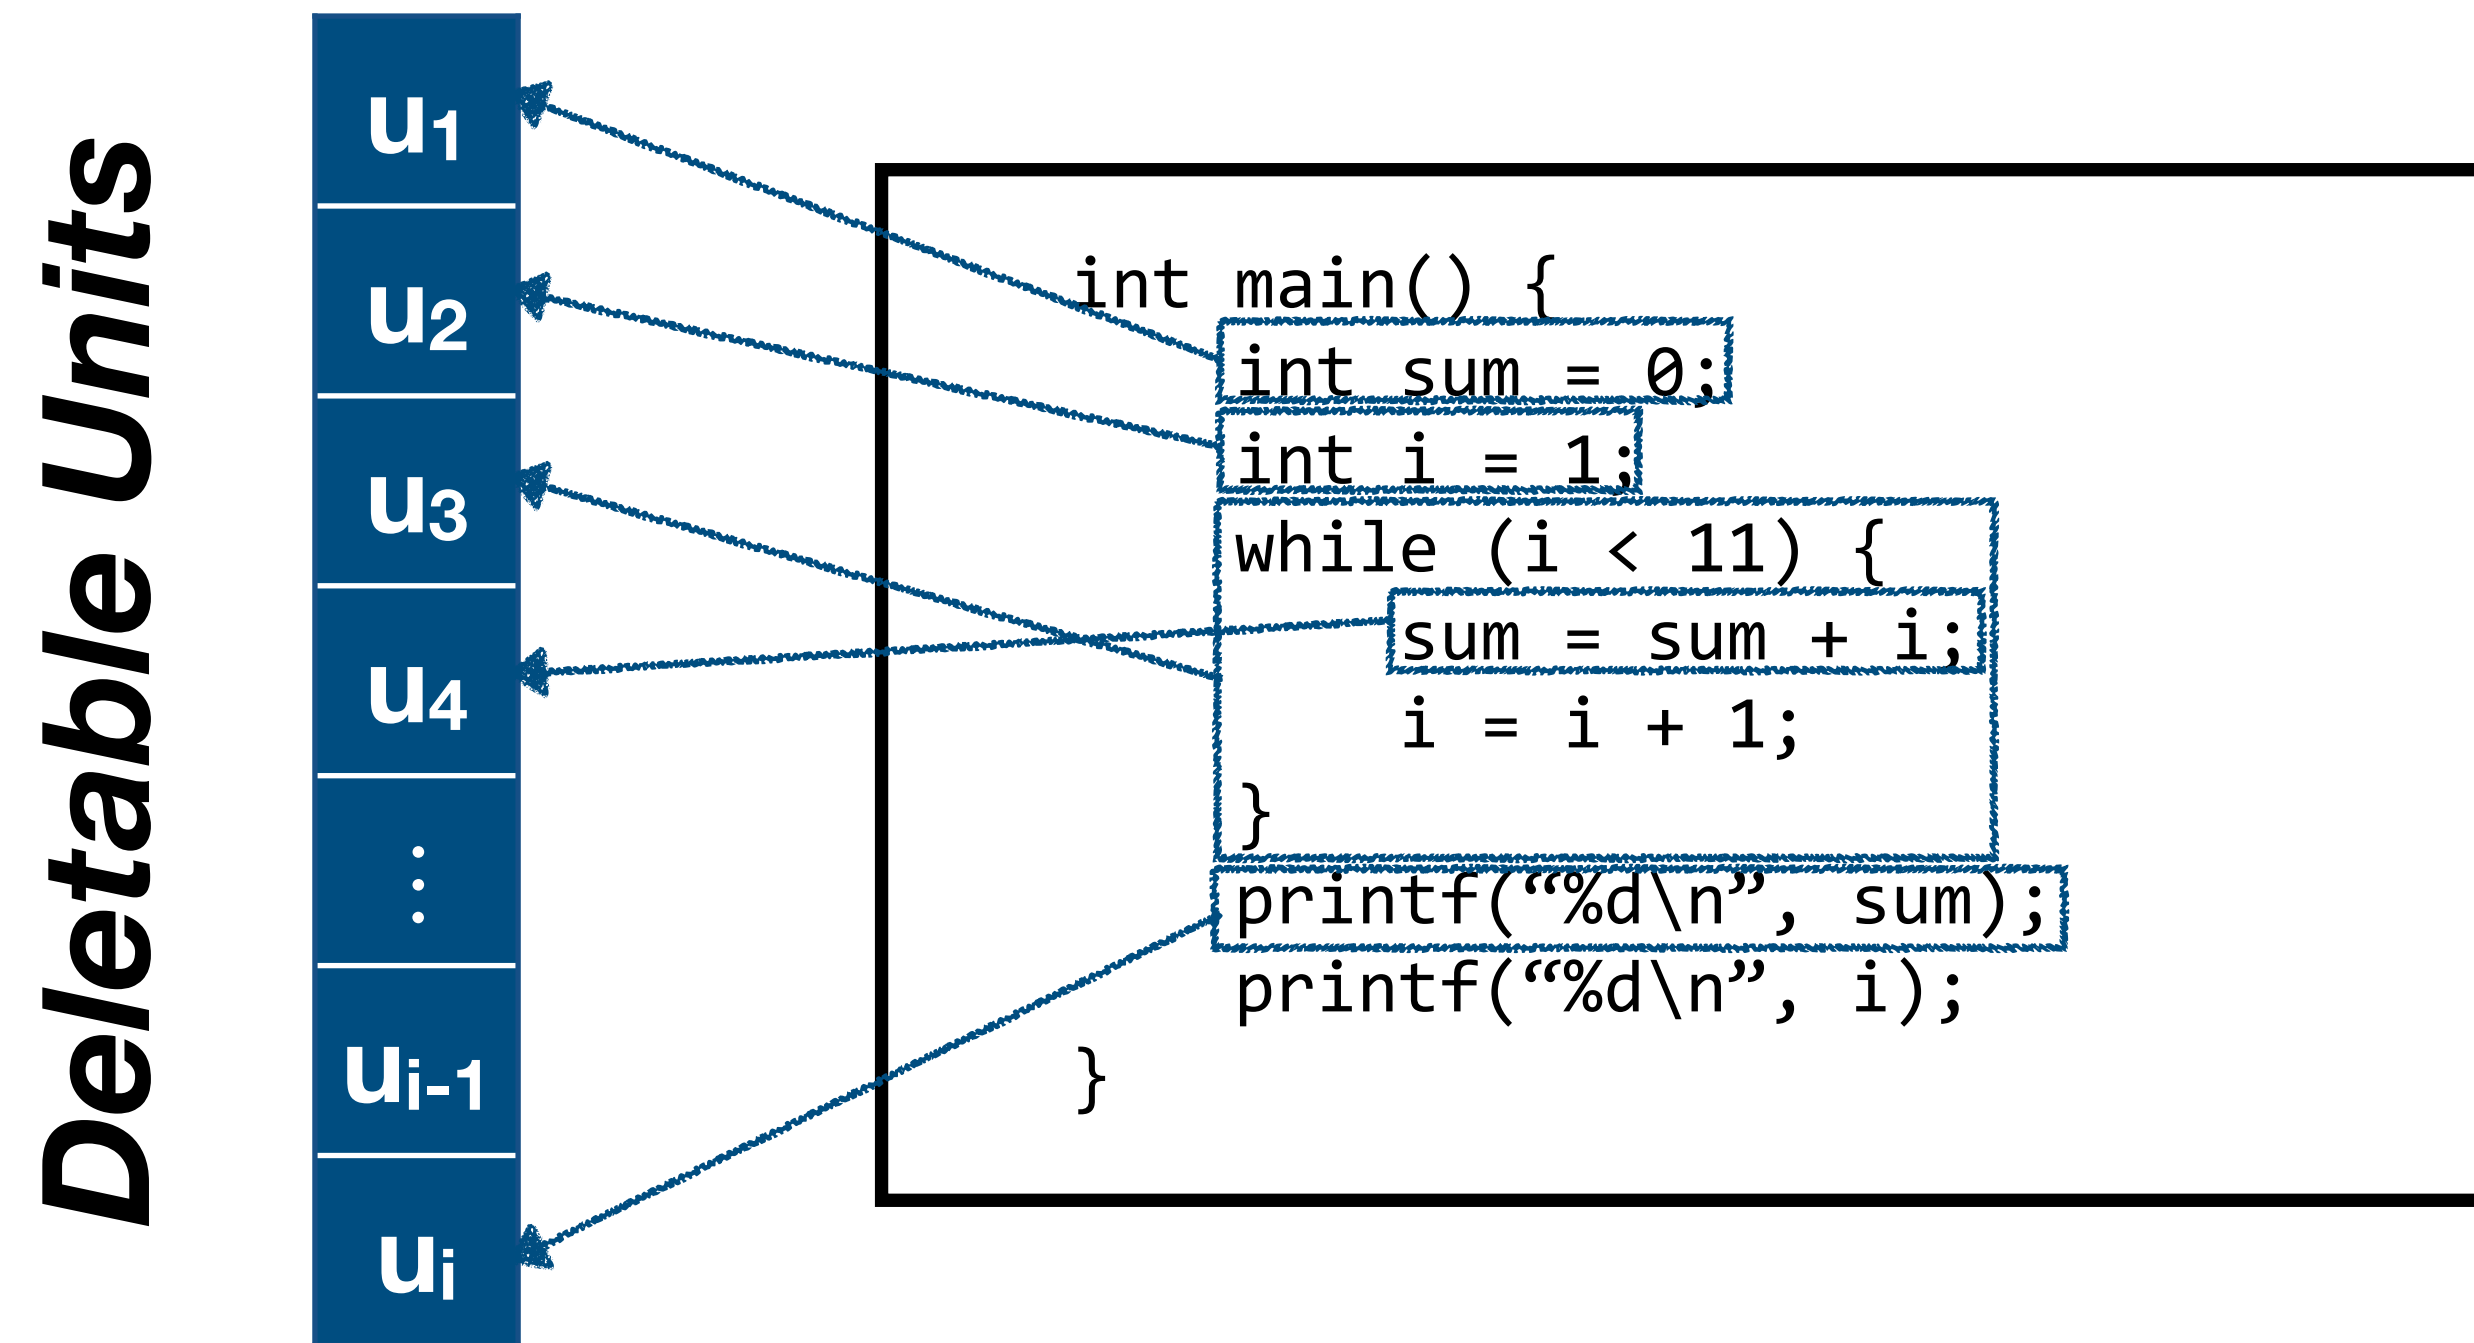 Deletable Units
u1
u2
u3
u4
⋮
ui-1
ui
int main() {
int sum = 0;
int i = 1;
while (i < 11) {
sum = sum + i;
i = i + 1;
}
printf(“%d\n”, sum);
printf(“%d\n”, i);
}